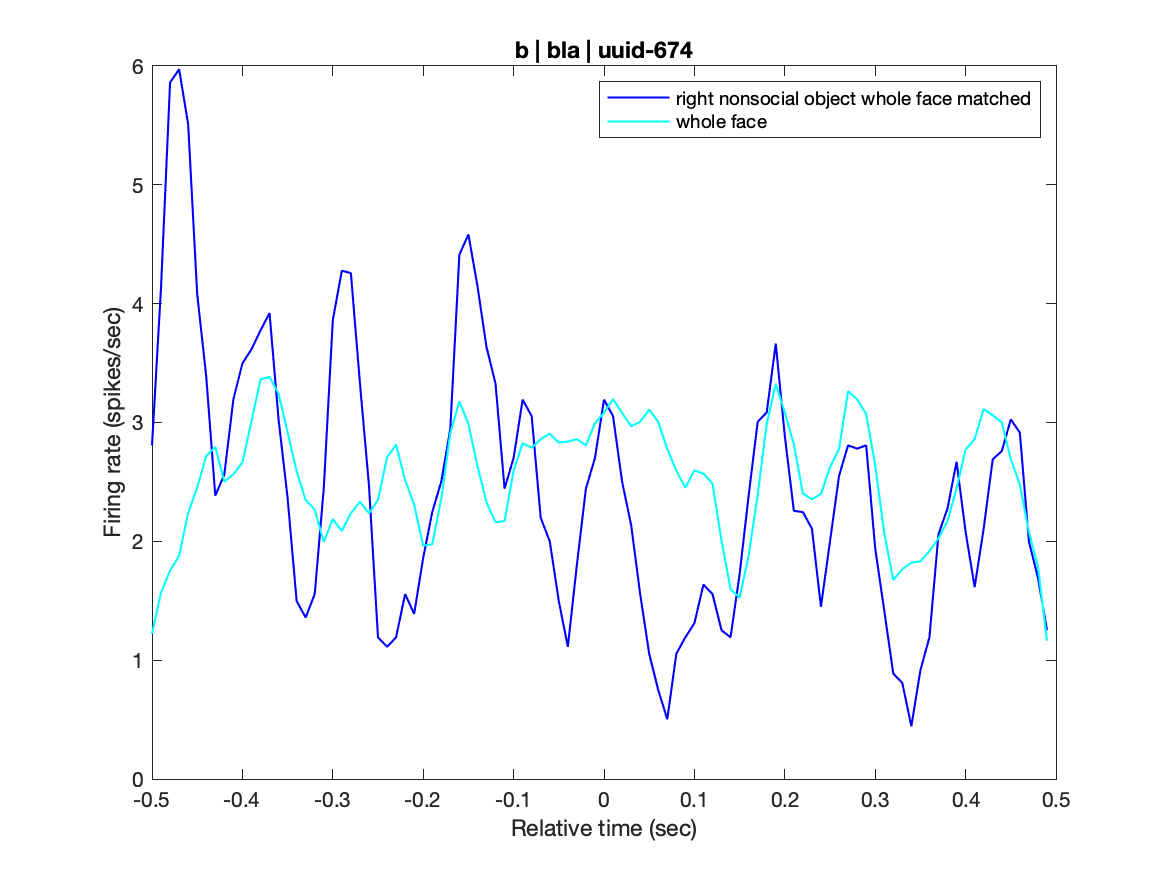 b | bla | uuid-674
right nonsocial object whole face matched
whole face
Firing rate (spikes/sec)
6
5
4
3
2
1
0
-0.5 -0.4 -0.3 -0.2 -0.1 0 0.1 0.2 0.3 0.4 0.5
Relative time (sec)